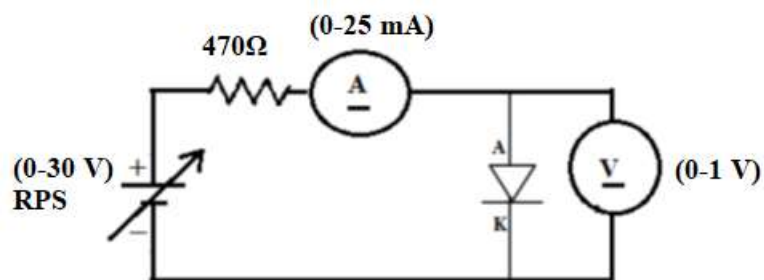 (0-25 mA)
470Ω
A
(0-30 V)
RPS
+
−
A
K
V
(0-1 V)